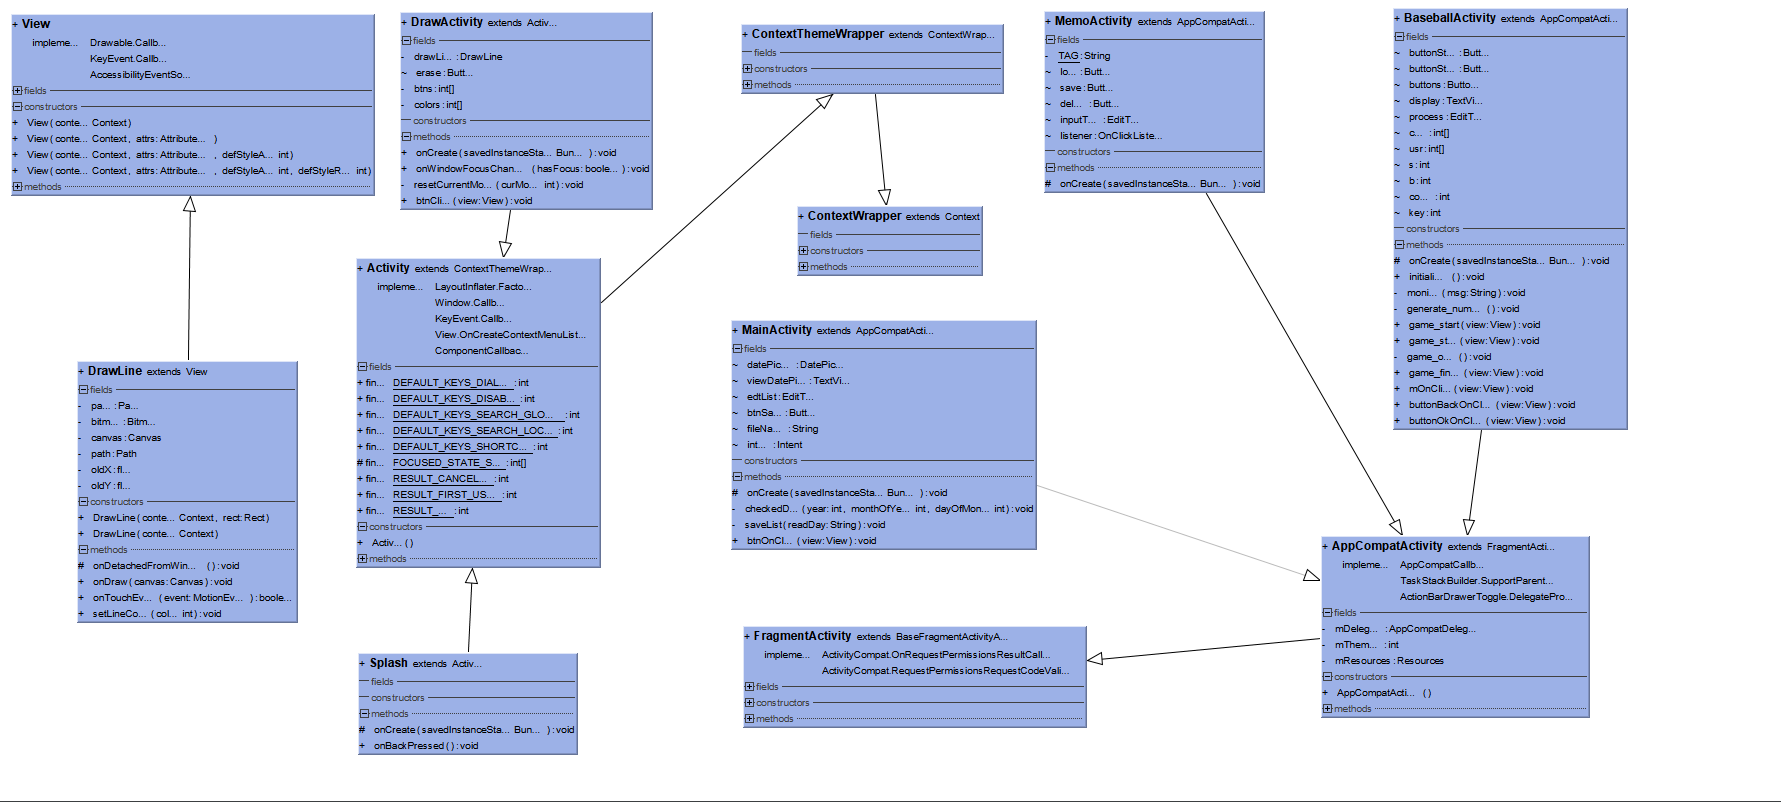 + View
impleme... Drawable.Callb...
KeyEvent.Callb...
AccessibilityEventSo...
fields
constructors
+ View ( conte... Context )
+ View ( conte... Context , attrs: Attribute... )
+ View ( conte... Context , attrs: Attribute... , defStyleA... int )
+ View ( conte... Context , attrs: Attribute... , defStyleA... int , defStyleR... int )
methods
+ DrawActivity extends Activ...
fields
- drawLi... : DrawLine
~ erase : Butt...
- btns : int[]
- colors : int[]
constructors
methods
+ onCreate ( savedInstanceSta... Bun... ) : void
+ onWindowFocusChan... ( hasFocus: boole... ) : void
- resetCurrentMo... ( curMo... int ) : void
+ btnCli... ( view: View ) : void
+ ContextThemeWrapper extends ContextWrap...
fields
constructors
methods
+ MemoActivity extends AppCompatActi...
fields
- TAG : String
~ lo... : Butt...
~ save : Butt...
~ del... : Butt...
~ inputT... : EditT...
~ listener : OnClickListe...
constructors
methods
# onCreate ( savedInstanceSta... Bun... ) : void
+ BaseballActivity extends AppCompatActi...
fields
~ buttonSt... : Butt...
~ buttonSt... : Butt...
~ buttons : Butto...
~ display : TextVi...
~ process : EditT...
~ c... : int[]
~ usr : int[]
~ s : int
~ b : int
~ co... : int
~ key : int
constructors
methods
# onCreate ( savedInstanceSta... Bun... ) : void
+ initiali... ( ) : void
- moni... ( msg: String ) : void
- generate_num... ( ) : void
+ game_start ( view: View ) : void
+ game_st... ( view: View ) : void
- game_o... ( ) : void
+ game_fin... ( view: View ) : void
+ mOnCli... ( view: View ) : void
+ buttonBackOnCl... ( view: View ) : void
+ buttonOkOnCl... ( view: View ) : void
+ ContextWrapper extends Context
fields
constructors
methods
+ Activity extends ContextThemeWrap...
impleme... LayoutInflater.Facto...
Window.Callb...
KeyEvent.Callb...
View.OnCreateContextMenuList...
ComponentCallbac...
fields
+ fin... DEFAULT_KEYS_DIAL... : int
+ fin... DEFAULT_KEYS_DISAB... : int
+ fin... DEFAULT_KEYS_SEARCH_GLO... : int
+ fin... DEFAULT_KEYS_SEARCH_LOC... : int
+ fin... DEFAULT_KEYS_SHORTC... : int
# fin... FOCUSED_STATE_S... : int[]
+ fin... RESULT_CANCEL... : int
+ fin... RESULT_FIRST_US... : int
+ fin... RESULT_... : int
constructors
+ Activ... ( )
methods
+ MainActivity extends AppCompatActi...
fields
~ datePic... : DatePic...
~ viewDatePi... : TextVi...
~ edtList : EditT...
~ btnSa... : Butt...
~ fileNa... : String
~ int... : Intent
constructors
methods
# onCreate ( savedInstanceSta... Bun... ) : void
- checkedD... ( year: int , monthOfYe... int , dayOfMon... int ) : void
- saveList ( readDay: String ) : void
+ btnOnCl... ( view: View ) : void
+ DrawLine extends View
fields
- pa... : Pa...
- bitm... : Bitm...
- canvas : Canvas
- path : Path
- oldX : fl...
- oldY : fl...
constructors
+ DrawLine ( conte... Context , rect: Rect )
+ DrawLine ( conte... Context )
methods
# onDetachedFromWin... ( ) : void
+ onDraw ( canvas: Canvas ) : void
+ onTouchEv... ( event: MotionEv... ) : boole...
+ setLineCo... ( col... int ) : void
+ AppCompatActivity extends FragmentActi...
impleme... AppCompatCallb...
TaskStackBuilder.SupportParent...
ActionBarDrawerToggle.DelegatePro...
fields
- mDeleg... : AppCompatDeleg...
- mThem... : int
- mResources : Resources
constructors
+ AppCompatActi... ( )
methods
+ FragmentActivity extends BaseFragmentActivityA...
impleme... ActivityCompat.OnRequestPermissionsResultCall...
ActivityCompat.RequestPermissionsRequestCodeVali...
fields
constructors
methods
+ Splash extends Activ...
fields
constructors
methods
# onCreate ( savedInstanceSta... Bun... ) : void
+ onBackPressed ( ) : void